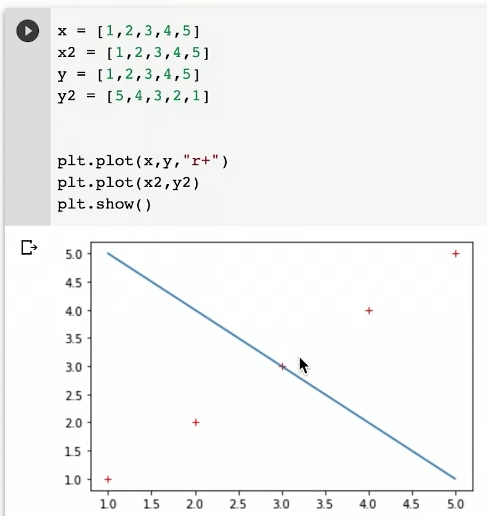 x = [1,2,3,4,5]
x2 = [1,2,3,4,5]
y = [1,2,3,4,5]
y2 = [5,4,3,2,1]
plt.plot(x,y,"r+")
plt.plot(x2,y2)
plt.show()
5.0
4.5
4.0
3.5
3.0
2.5
2.0
1.5
1.0
1.0 1.5 2.0 2.5 3.0 3.5 4.0 4.5 5.0